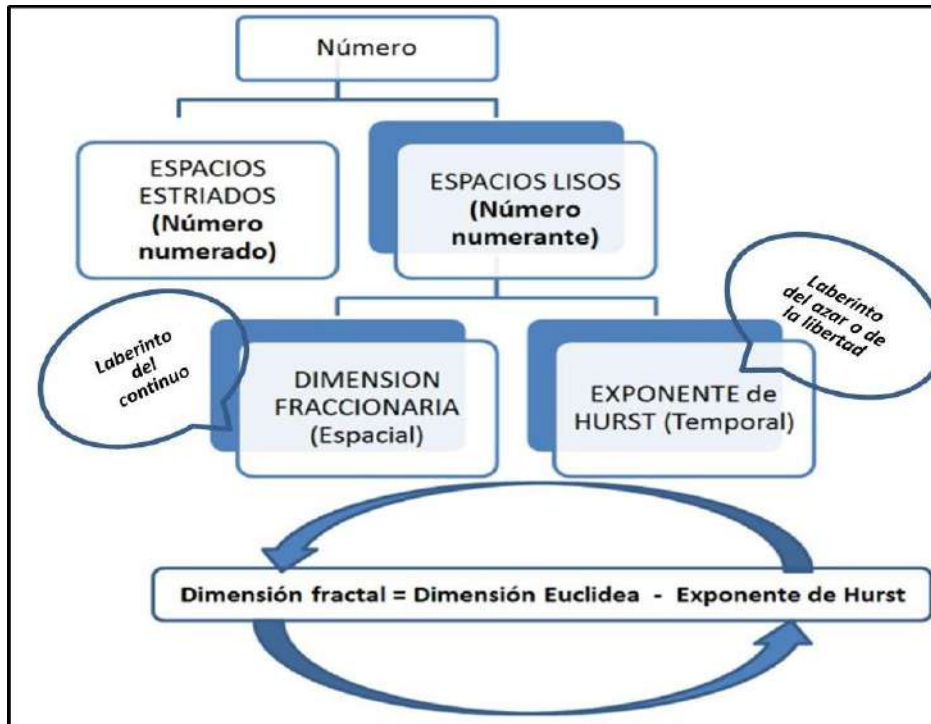 Número
ESPACIOS
ESTRIADOS
(Número
numerado)
ESPACIOS LISOS
(Número
numerante)
Laberinto
del azar o de
la libertad
Laberinto
del
continuo
DIMENSION
FRACCIONARIA
(Espacial)
EXPONENTE de
HURST (Temporal)
Dimensión fractal = Dimensión Euclidea - Exponente de Hurst